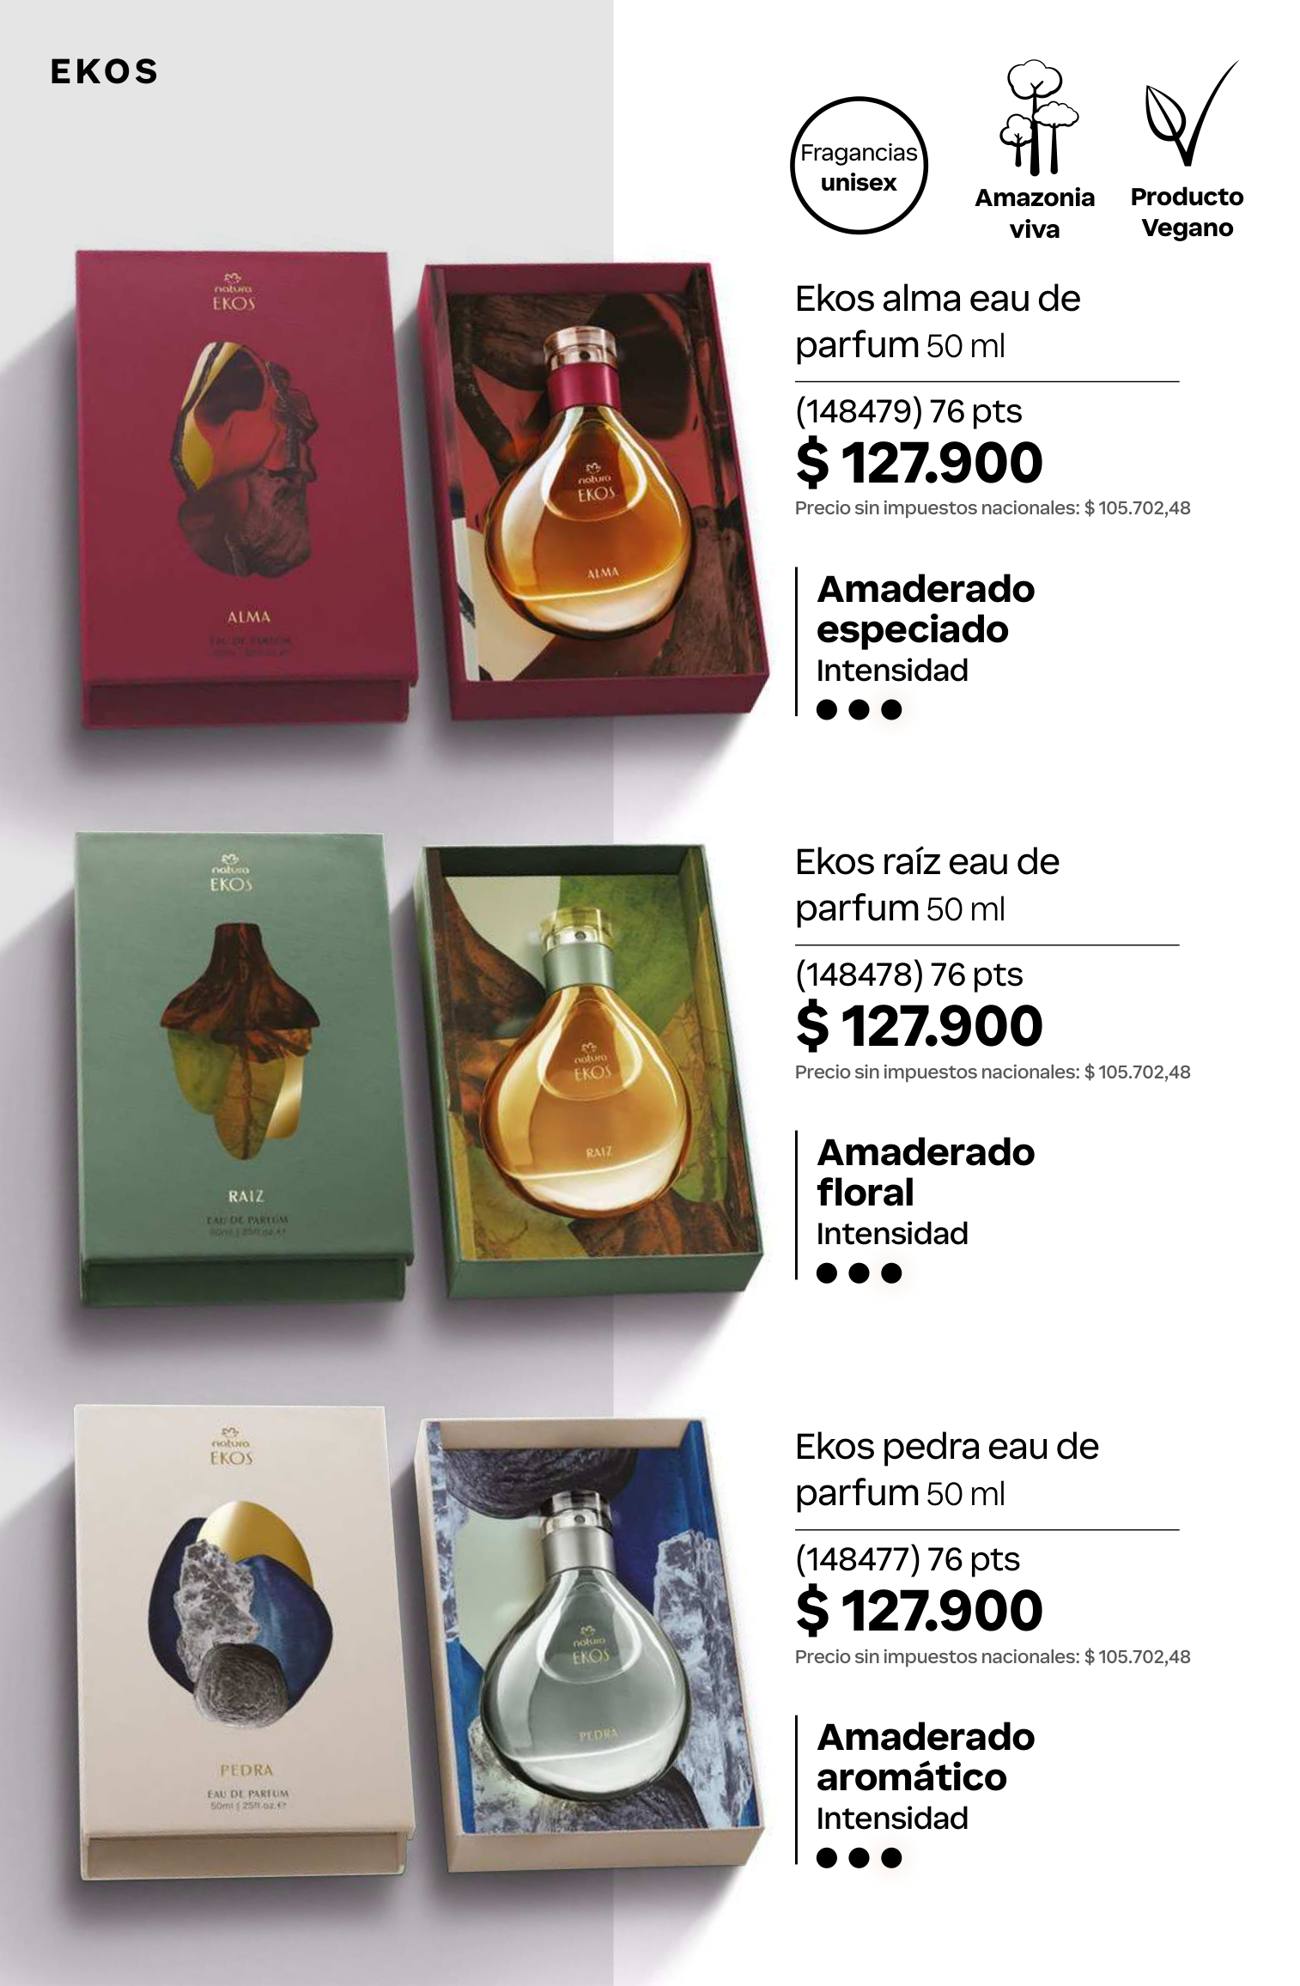 EKOS
Fragancias
unisex
Amazonia
viva
Producto
Vegano
natura
EKOS
ALMA
EAU DE PARFUM
natura
EKOS
ALMA
Ekos alma eau de
parfum 50 ml
(148479) 76 pts
$ 127.900
Precio sin impuestos nacionales: $ 105.702,48
Amaderado
especiado
Intensidad
natura
EKOS
RAIZ
EAU DE PARFUM
natura
EKOS
RAIZ
Ekos raíz eau de
parfum 50 ml
(148478) 76 pts
$ 127.900
Precio sin impuestos nacionales: $ 105.702,48
Amaderado
floral
Intensidad
natura
EKOS
PEDRA
EAU DE PARFUM
50ml | 25fl.oz.℮
natura
EKOS
PEDRA
Ekos pedra eau de
parfum 50 ml
(148477) 76 pts
$ 127.900
Precio sin impuestos nacionales: $ 105.702,48
Amaderado
aromático
Intensidad